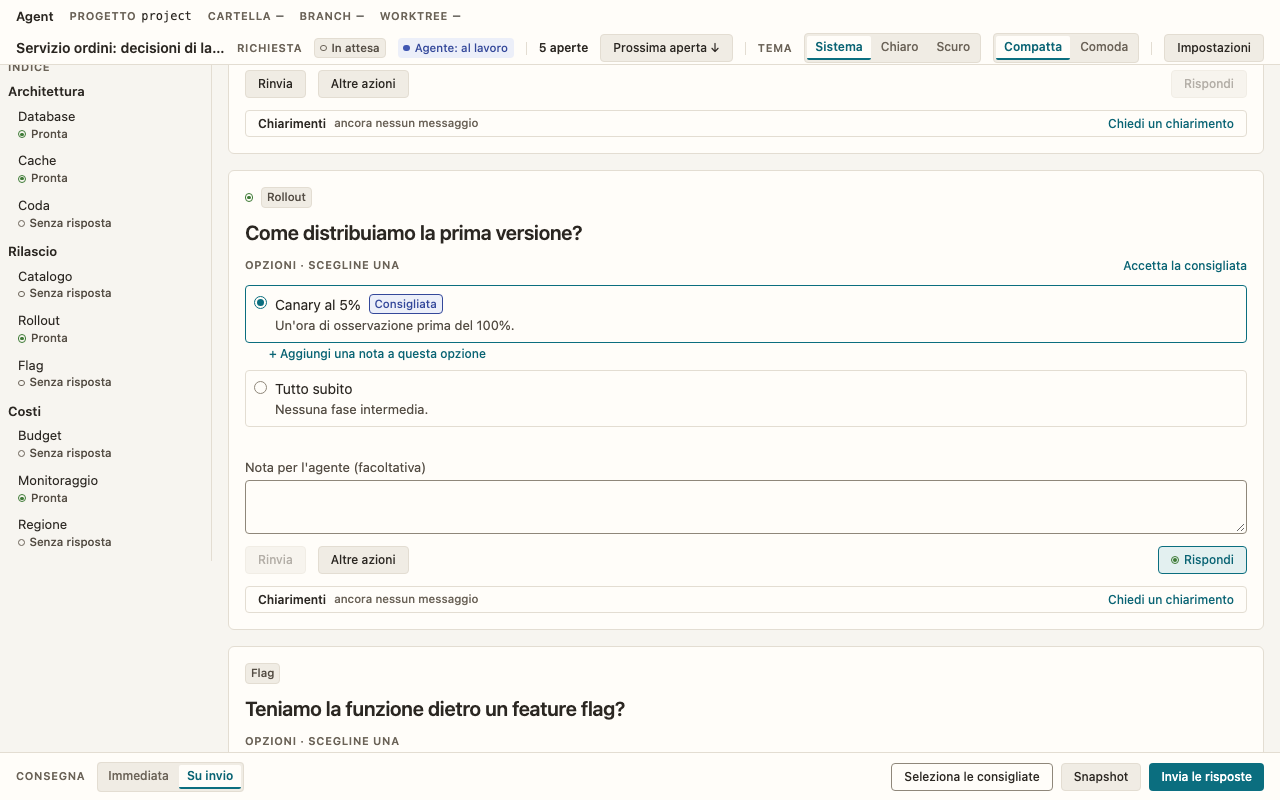 Agent PROGETTO project CARTELLA — BRANCH — WORKTREE —
Servizio ordini: decisioni di la... RICHIESTA In attesa Agente: al lavoro 5 aperte Prossima aperta ↓ TEMA Sistema Chiaro Scuro Compatta Comoda Impostazioni
INDICE
Architettura
Database
Pronta
Cache
Pronta
Coda
Senza risposta
Rilascio
Catalogo
Senza risposta
Rollout
Pronta
Flag
Senza risposta
Costi
Budget
Senza risposta
Monitoraggio
Pronta
Regione
Senza risposta
Rinvia Altre azioni Rispondi
Chiarimenti ancora nessun messaggio Chiedi un chiarimento
Rollout
Come distribuiamo la prima versione?
OPZIONI · SCEGLINE UNA Accetta la consigliata
Canary al 5% Consigliata
Un'ora di osservazione prima del 100%.
+ Aggiungi una nota a questa opzione
Tutto subito
Nessuna fase intermedia.
Nota per l'agente (facoltativa)
Rinvia Altre azioni Rispondi
Chiarimenti ancora nessun messaggio Chiedi un chiarimento
Flag
Teniamo la funzione dietro un feature flag?
OPZIONI · SCEGLINE UNA
CONSEGNA Immediata Su invio Seleziona le consigliate Snapshot Invia le risposte